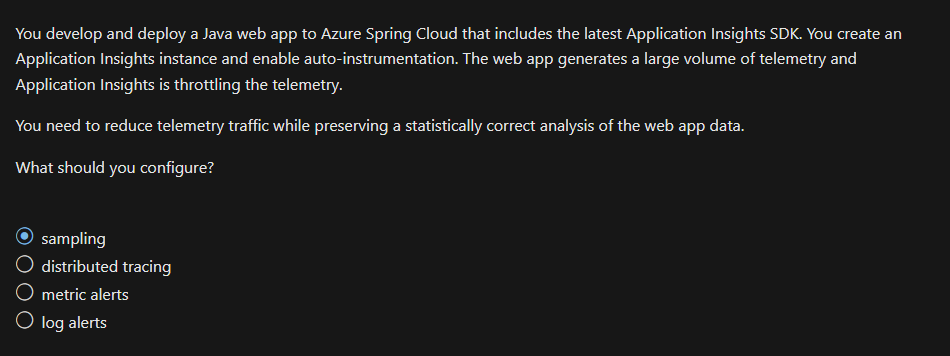 You develop and deploy a Java web app to Azure Spring Cloud that includes the latest Application Insights SDK. You create an
Application Insights instance and enable auto-instrumentation. The web app generates a large volume of telemetry and
Application Insights is throttling the telemetry.
You need to reduce telemetry traffic while preserving a statistically correct analysis of the web app data.
What should you configure?
sampling
distributed tracing
metric alerts
log alerts